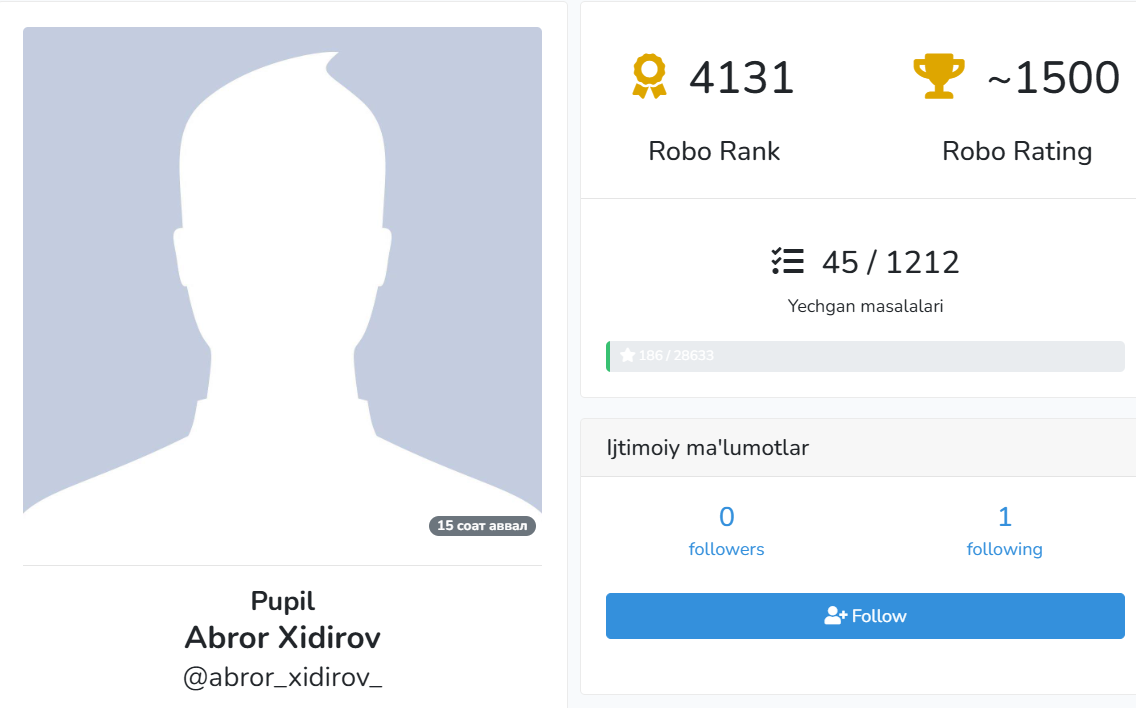 15 соат аввал
Pupil
Abror Xidirov
@abror_xidirov_
4131
Robo Rank
~1500
Robo Rating
45 / 1212
Yechgan masalalari
186 / 28633
Ijtimoiy ma'lumotlar
0
followers
1
following
Follow